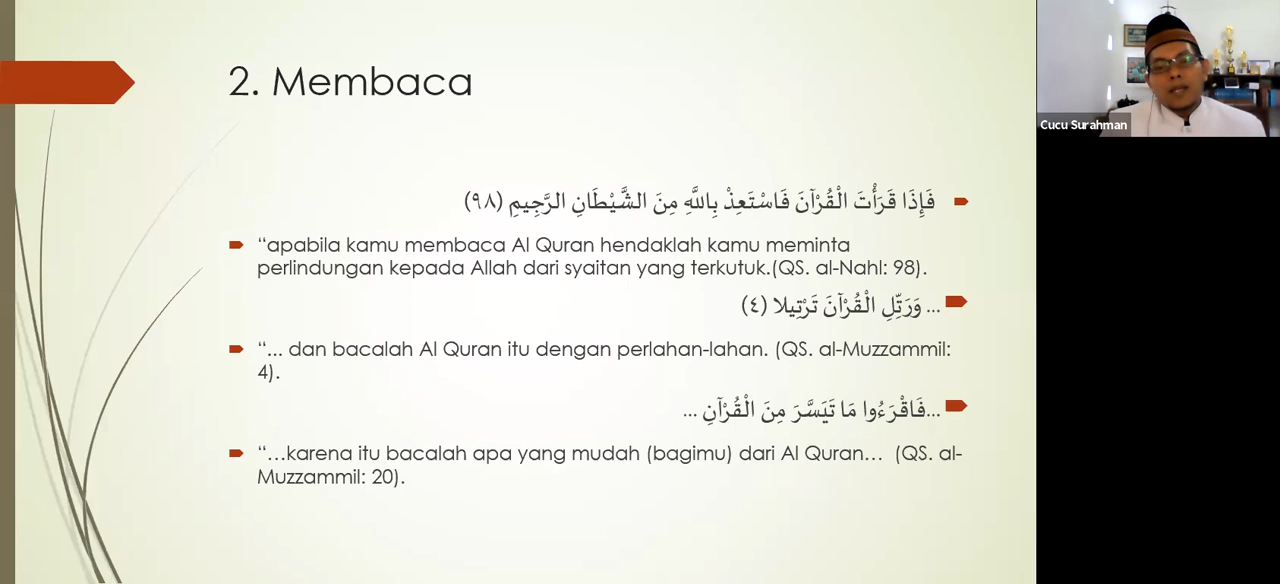 2. Membaca
فَإِذَا قَرَأْتَ الْقُرْآنَ فَاسْتَعِذْ بِاللَّهِ مِنَ الشَّيْطَانِ الرَّجِيمِ (٩٨)
“apabila kamu membaca Al Quran hendaklah kamu meminta
perlindungan kepada Allah dari syaitan yang terkutuk.(QS. al-Nahl: 98).
... وَرَتِّلِ الْقُرْآنَ تَرْتِيلا (٤)
“... dan bacalah Al Quran itu dengan perlahan-lahan. (QS. al-Muzzammil:
4).
...فَاقْرَءُوا مَا تَيَسَّرَ مِنَ الْقُرْآنِ ...
“…karena itu bacalah apa yang mudah (bagimu) dari Al Quran… (QS. al-
Muzzammil: 20).
Cucu Surahman